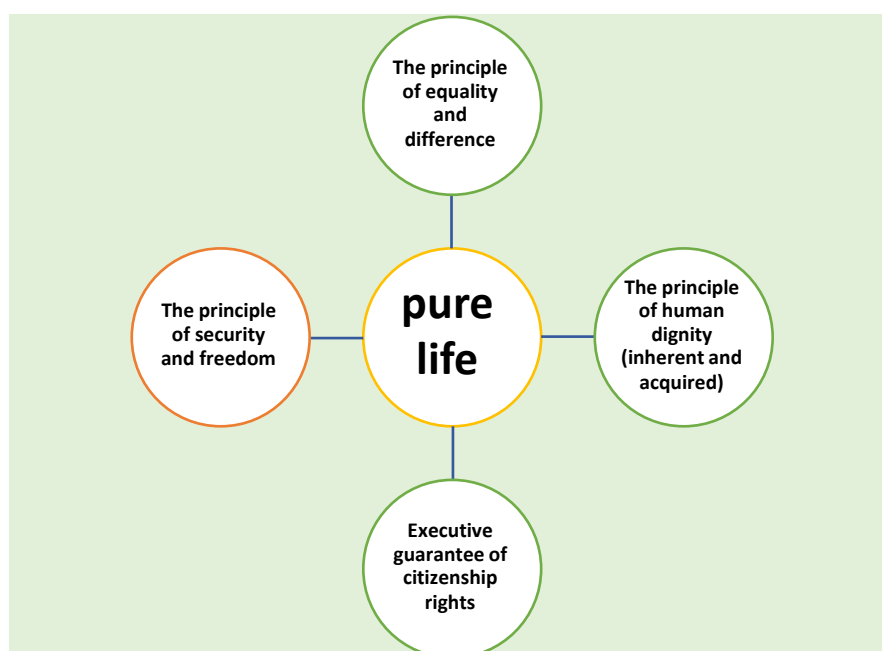 The principle
of equality
and
difference
The principle
of security
and freedom
pure
life
The principle
of human
dignity
(inherent and
acquired)
Executive
guarantee of
citizenship
rights